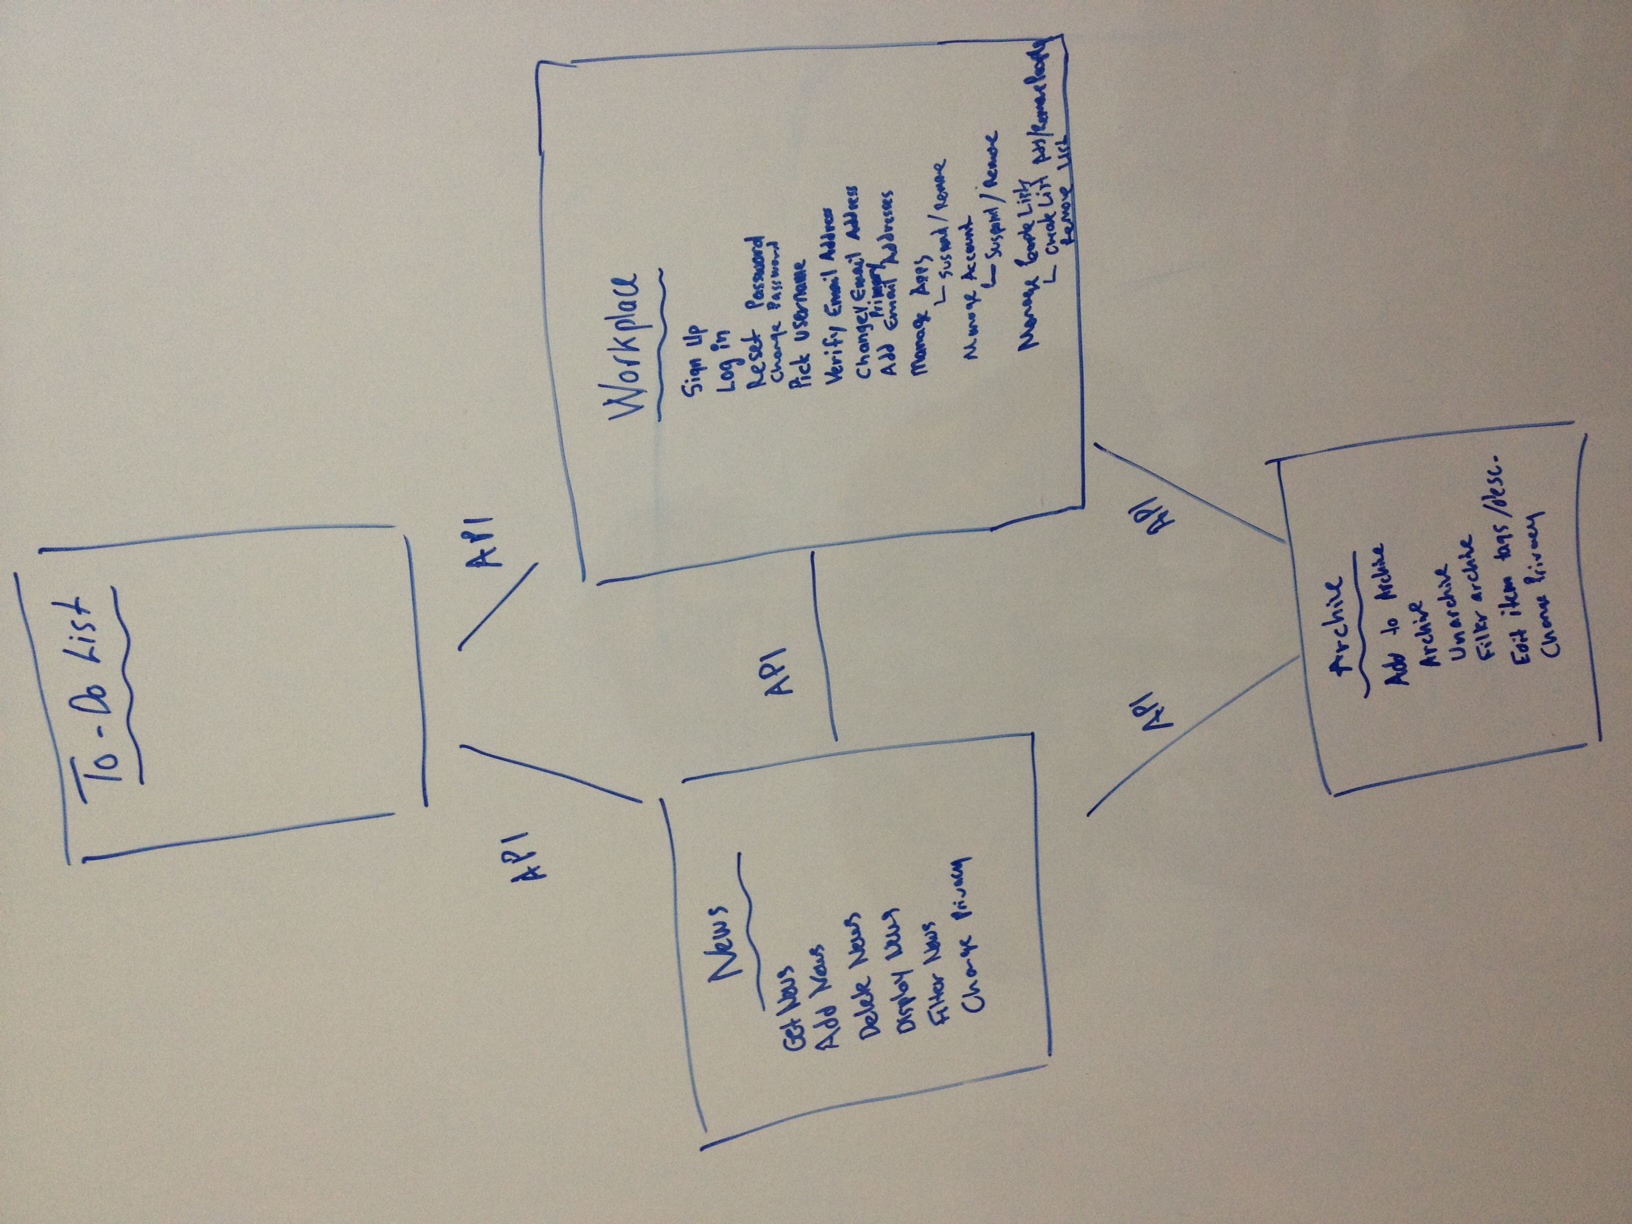 To-Do List
API
API
Workplace
Sign Up
Log in
Reset Password
Change Password
Pick username
Verify Email Address
Change Email Address
Primary
Add Email Addresses
Manage Apps
Suspend/Remove
Manage Account
Suspend/Remove
Manage People Lists
Create List Add/Remove People
Remove List
API
News
Get News
Add News
Delete News
Display News
Filter News
Change Privacy
API
API
Archive
Add to Archive
Archive
Unarchive
Filter archive
Edit item tags/desc.
Change Privacy